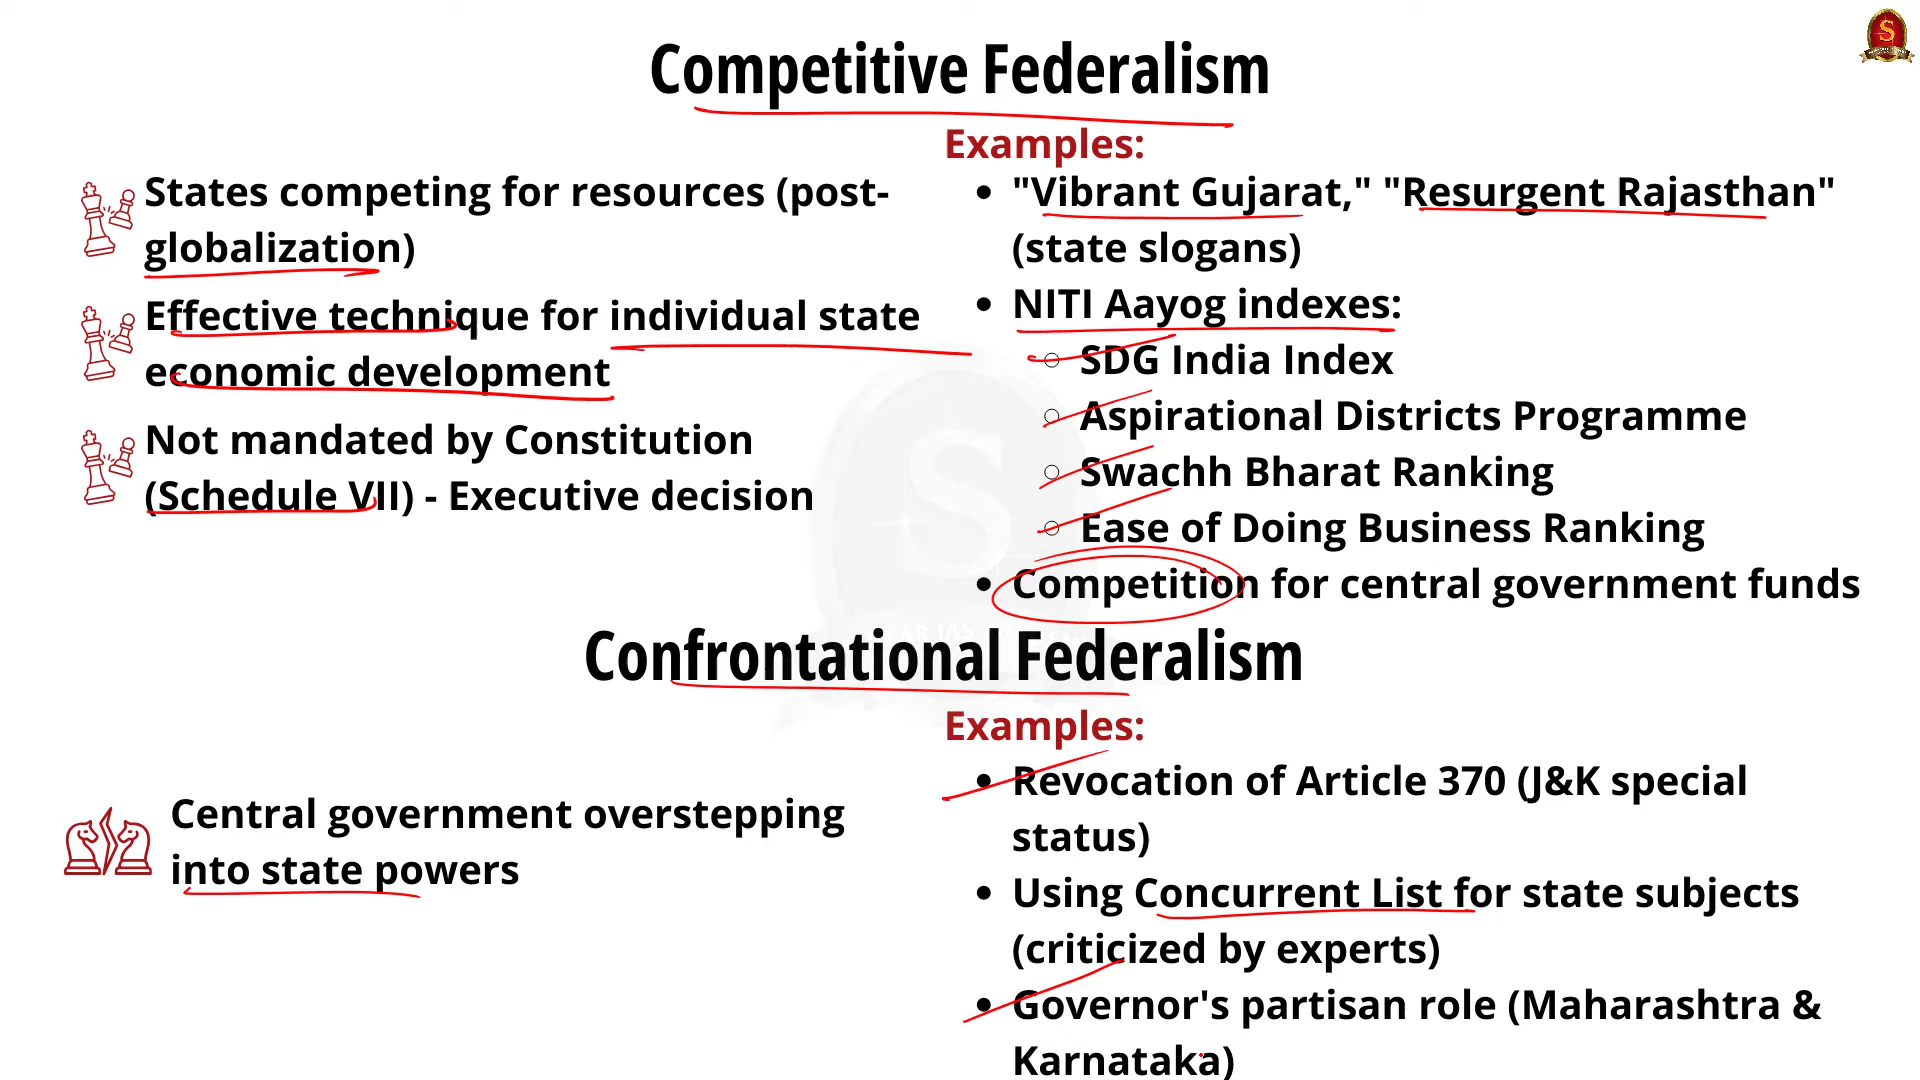 Competitive Federalism
States competing for resources (post-
globalization)
Effective technique for individual state
economic development
Not mandated by Constitution
(Schedule VII) - Executive decision
Examples:
"Vibrant Gujarat," "Resurgent Rajasthan"
(state slogans)
NITI Aayog indexes:
SDG India Index
Aspirational Districts Programme
Swachh Bharat Ranking
Ease of Doing Business Ranking
Competition for central government funds
Confrontational Federalism
Central government overstepping
into state powers
Examples:
Revocation of Article 370 (J&K special
status)
Using Concurrent List for state subjects
(criticized by experts)
Governor's partisan role (Maharashtra &
Karnataka)
S
S